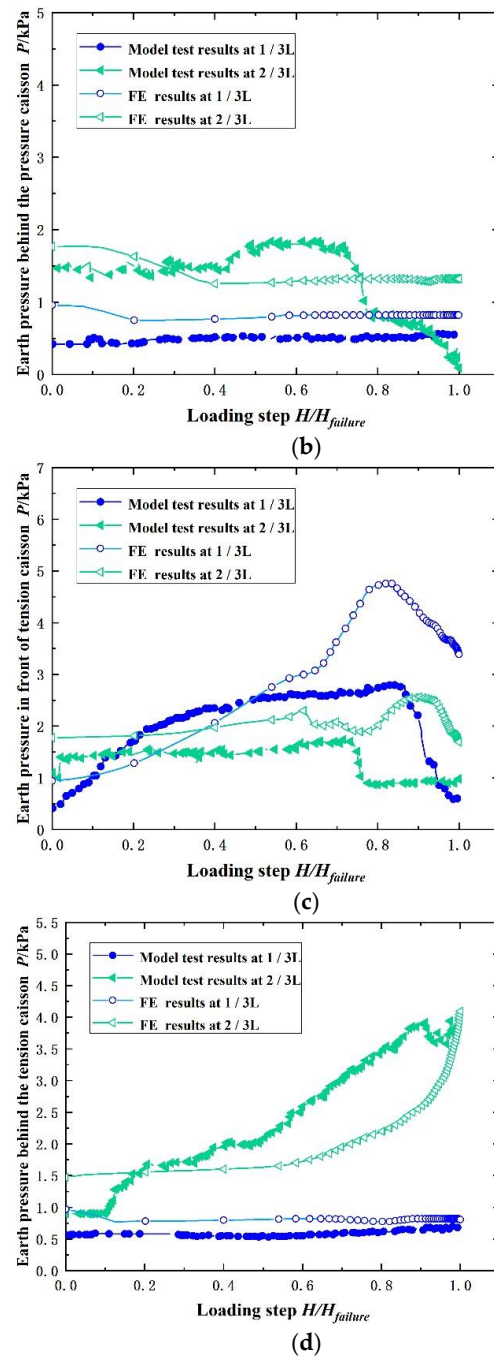 Earth pressure behind the pressure caisson P/kPa
5
4
3
2
1
0
Model test results at 1 / 3L
Model test results at 2 / 3L
FE results at 1 / 3L
FE results at 2 / 3L
0.0 0.2 0.4 0.6 0.8 1.0
Loading step H/Hfailure
(b)
Earth pressure in front of tension caisson P/kPa
7
6
5
4
3
2
1
0
Model test results at 1 / 3L
Model test results at 2 / 3L
FE results at 1 / 3L
FE results at 2 / 3L
0.0 0.2 0.4 0.6 0.8 1.0
Loading step H/Hfailure
(c)
Earth pressure behind the tension caisson P/kPa
5.5
5.0
4.5
4.0
3.5
3.0
2.5
2.0
1.5
1.0
0.5
0.0
Model test results at 1 / 3L
Model test results at 2 / 3L
FE results at 1 / 3L
FE results at 2 / 3L
0.0 0.2 0.4 0.6 0.8 1.0
Loading step H/Hfailure
(d)